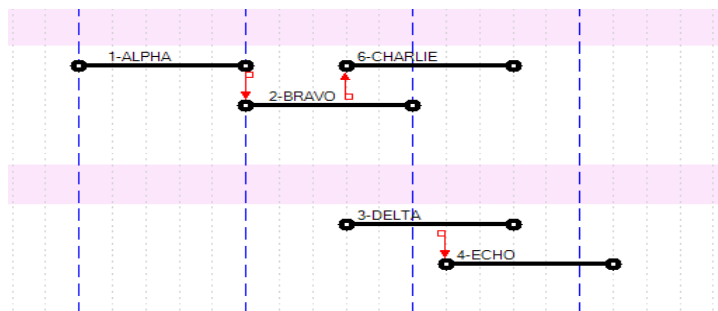 1-ALPHA
6-CHARLIE
2-BRAVO
3-DELTA
4-ECHO